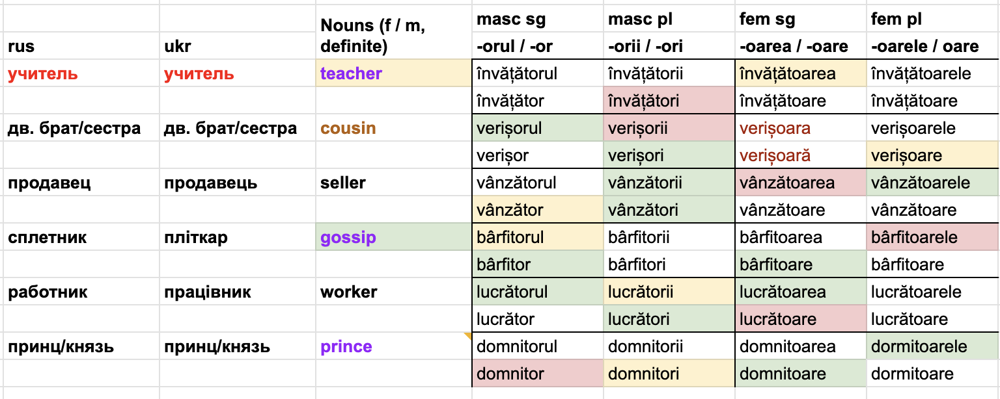 masc sg masc pl fem sg fem pl
rus ukr Nouns (f / m, definite) -orul / -or -orii / -ori -oarea / -oare -oarele / oare
учитель учитель teacher învățătorul învățătorii învățătoarea învățătoarele
învățător învățători învățătoare învățătoare
дв. брат/сестра дв. брат/сестра cousin verișorul verișorii verișoara verișoarele
verișor verișori verișoară verișoare
продавец продавець seller vânzătorul vânzătorii vânzătoarea vânzătoarele
vânzător vânzători vânzătoare vânzătoare
сплетник пліткар gossip bârfitorul bârfitorii bârfitoarea bârfitoarele
bârfitor bârfitori bârfitoare bârfitoare
работник працівник worker lucrătorul lucrătorii lucrătoarea lucrătoarele
lucrător lucrători lucrătoare lucrătoare
принц/князь принц/князь prince domnitorul domnitorii domnitoarea dormitoarele
domnitor domnitori domnitoare dormitoare